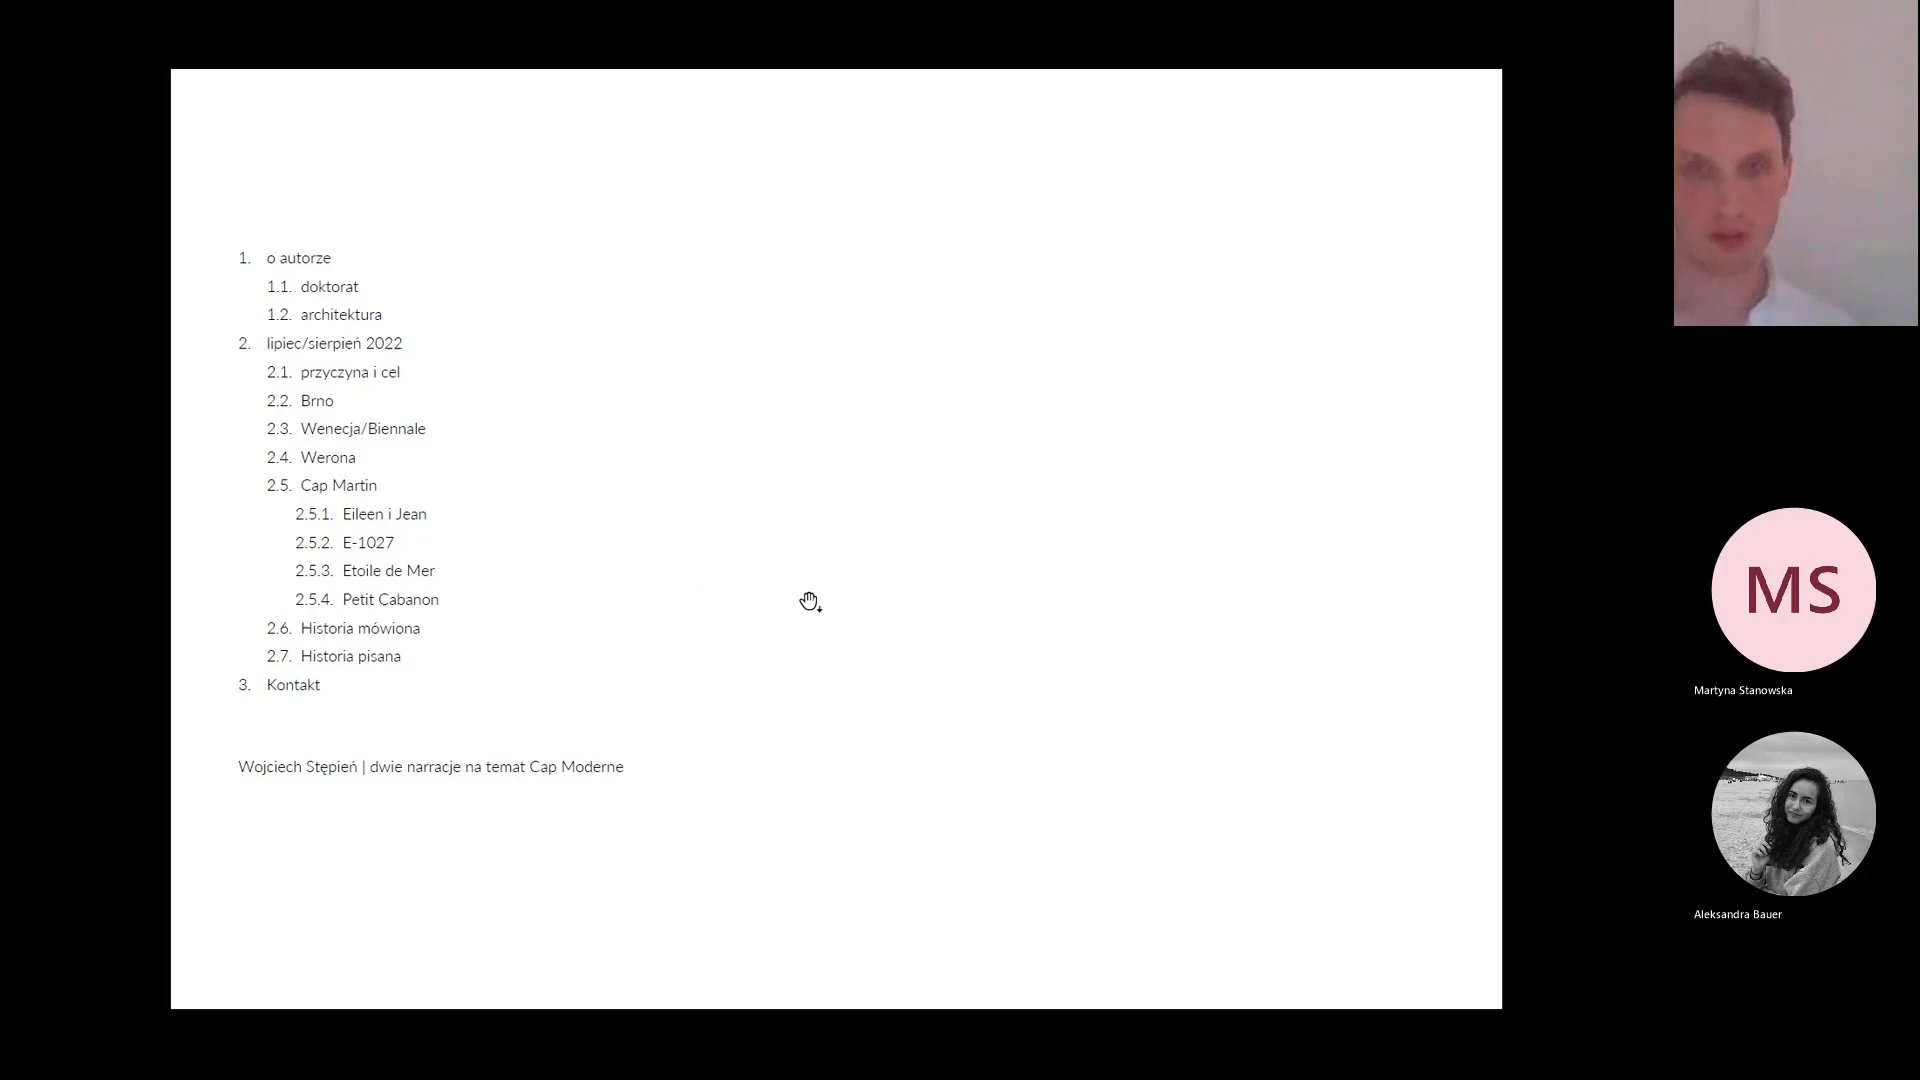 1. o autorze
1.1. doktorat
1.2. architektura
2. lipiec/sierpień 2022
2.1. przyczyna i cel
2.2. Brno
2.3. Wenecja/Biennale
2.4. Werona
2.5. Cap Martin
2.5.1. Eileen i Jean
2.5.2. E-1027
2.5.3. Etoile de Mer
2.5.4. Petit Cabanon
2.6. Historia mówiona
2.7. Historia pisana
3. Kontakt
Wojciech Stępień | dwie narracje na temat Cap Moderne
MS
Martyna Stanowska
Aleksandra Bauer